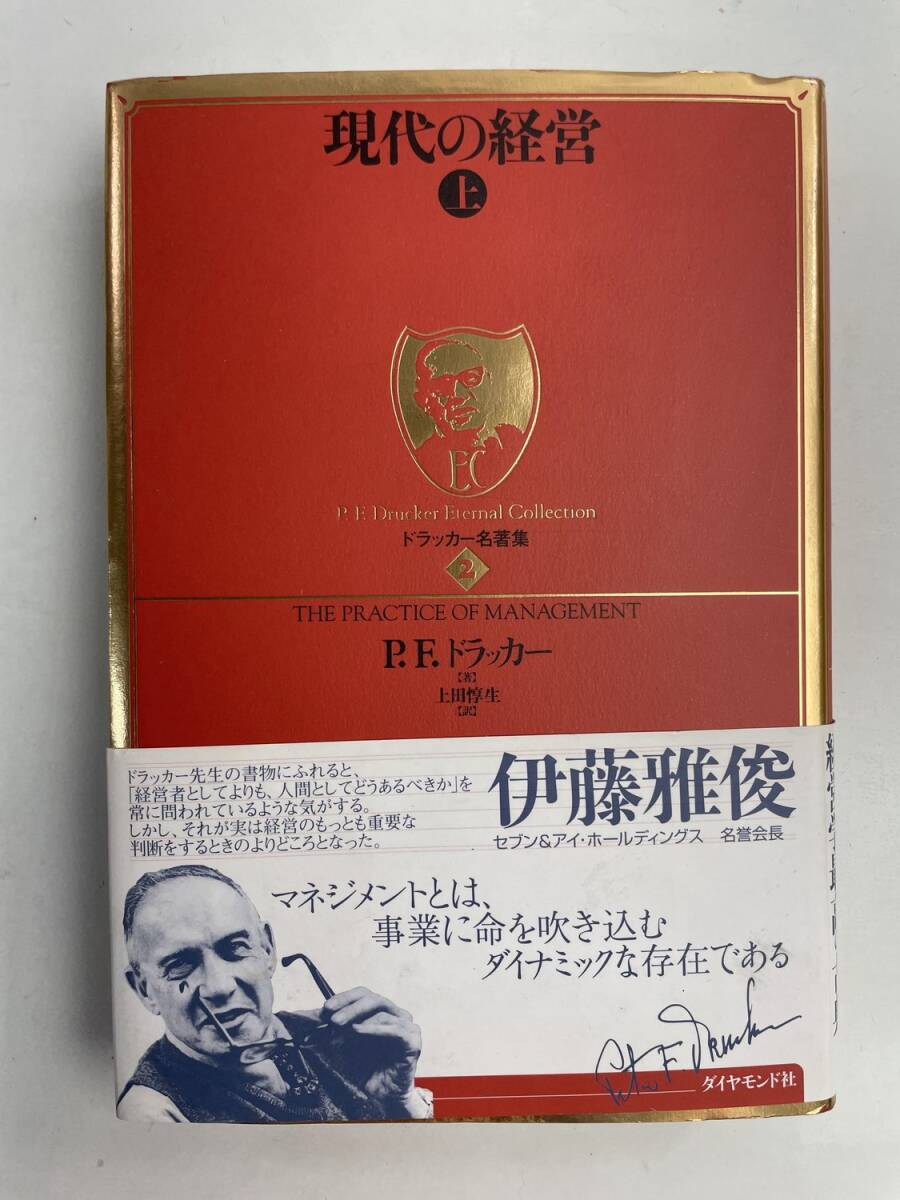 現代の経営
上
EC
P. F. Drucker Eternal Collection
ドラッカー名著集
2
THE PRACTICE OF MANAGEMENT
P. F. ドラッカー
【著】
上田惇生
【訳】
ドラッカー先生の書物にふれると、
「経営者としてよりも、人間としてどうあるべきか」を
常に問われているような気がする。
しかし、それが実は経営のもっとも重要な
判断をするときのよりどころとなった。
伊藤雅俊
セブン&アイ・ホールディングス 名誉会長
マネジメントとは、
事業に命を吹き込む
ダイナミックな存在である
Peter F. Drucker
ダイヤモンド社